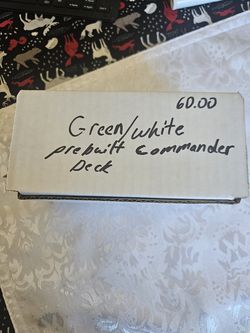 60.00
Green/white
prebuilt commander
Deck